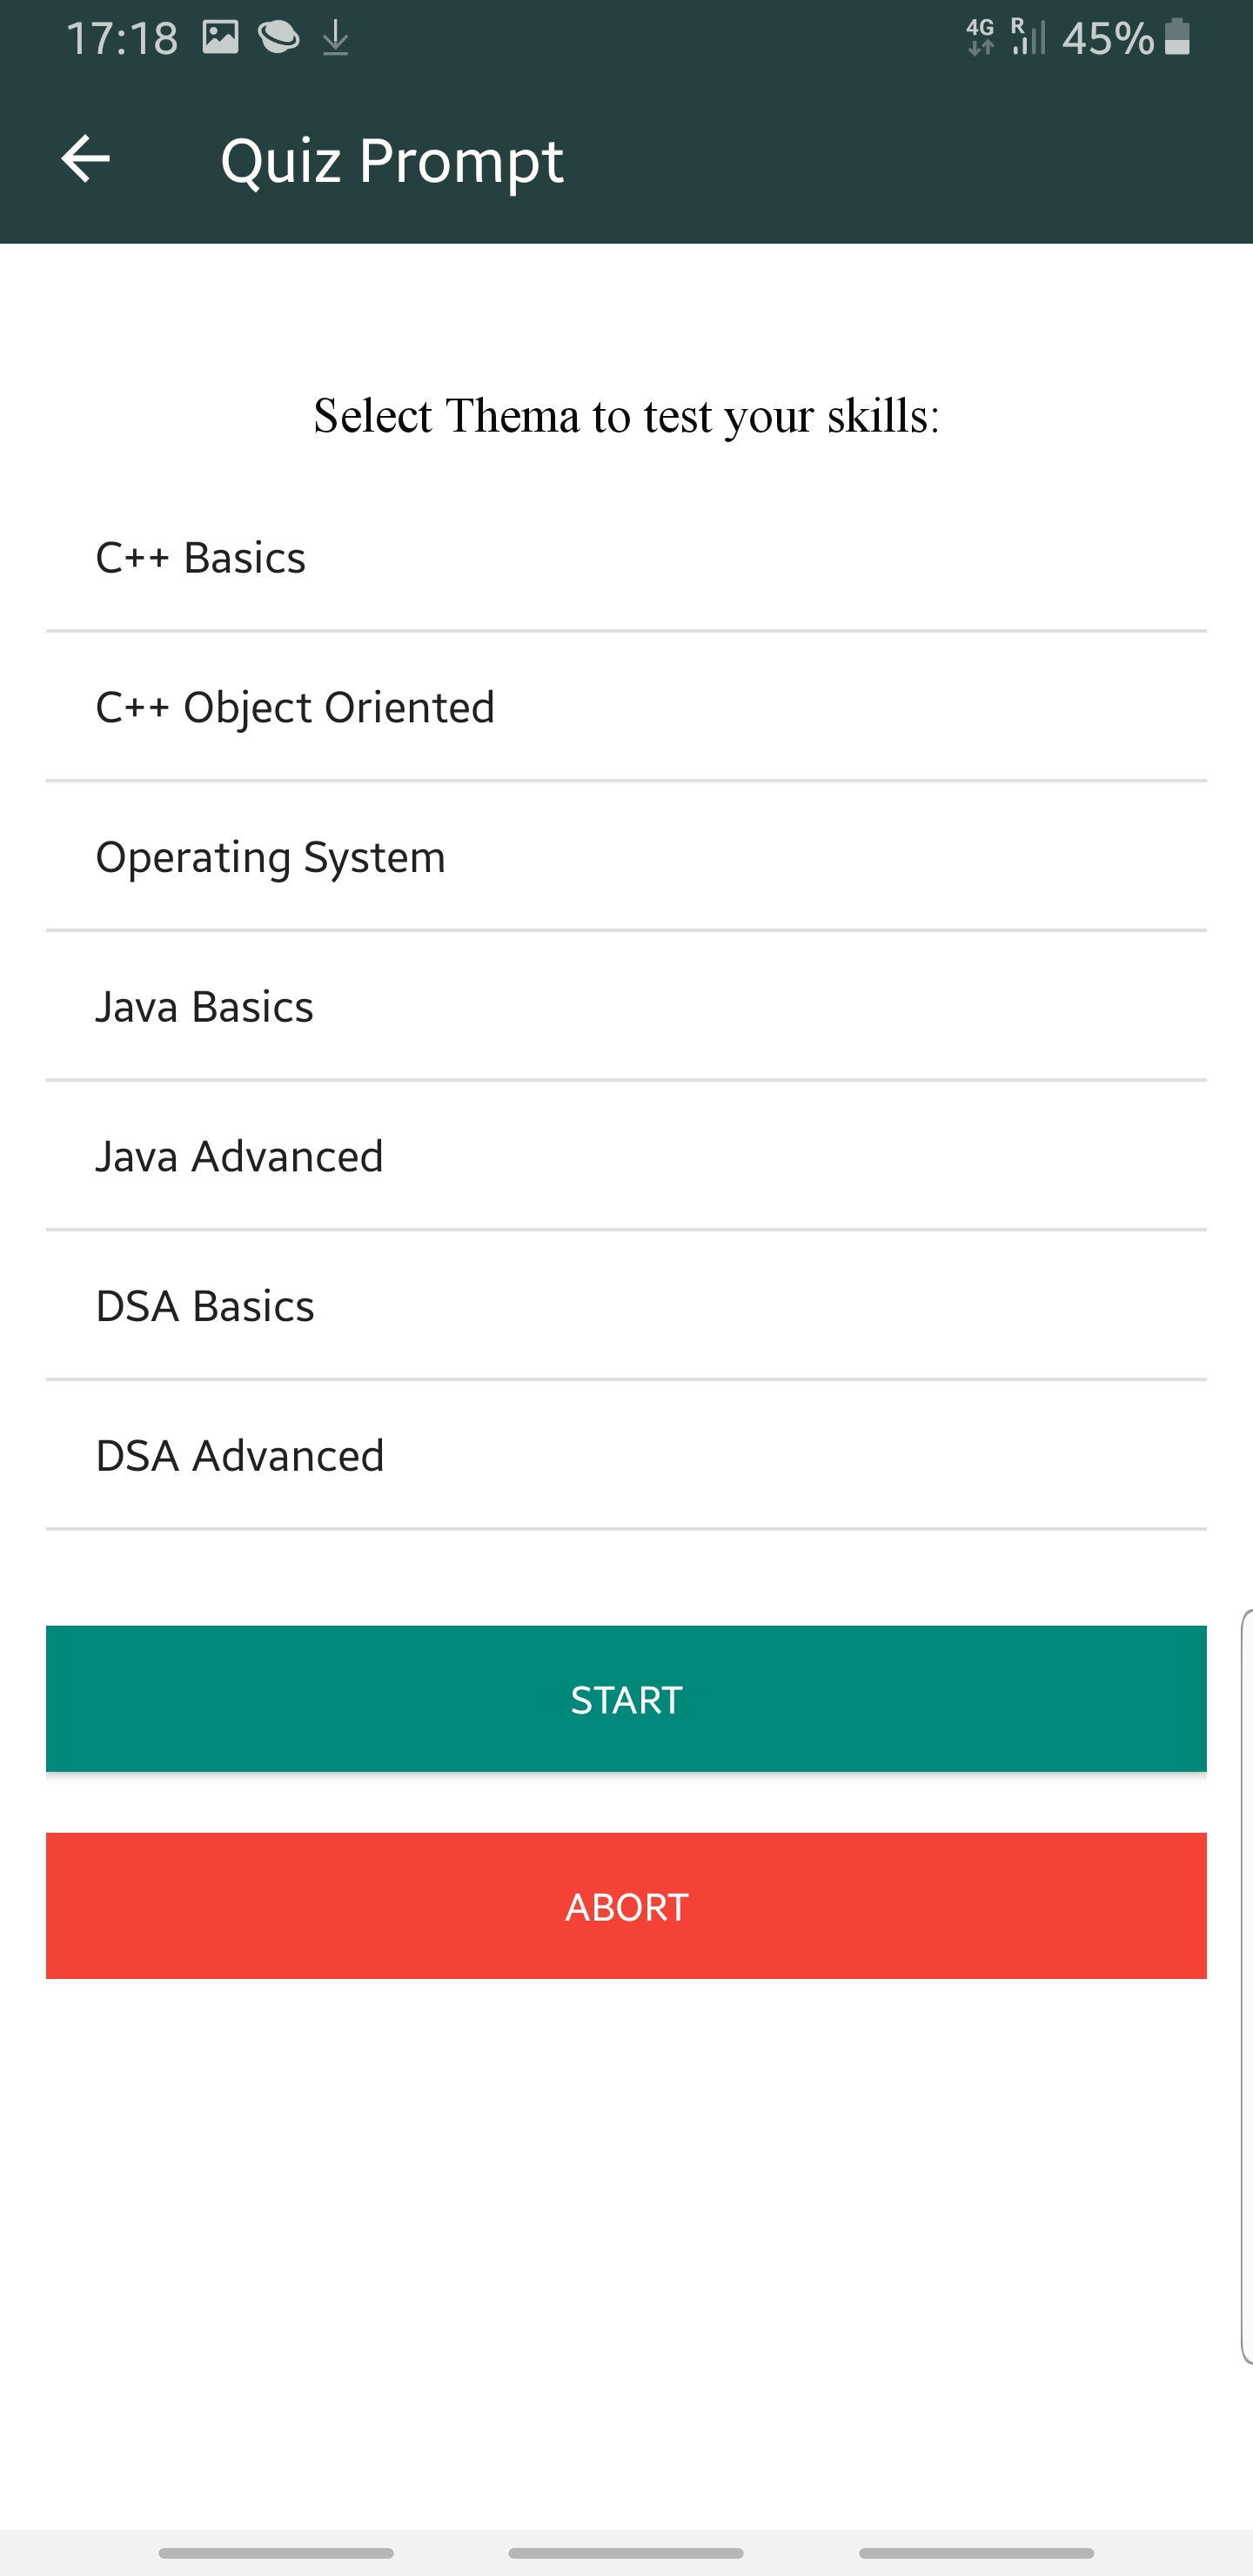 17:18 4G R 45%
Quiz Prompt
Select Thema to test your skills:
C++ Basics
C++ Object Oriented
Operating System
Java Basics
Java Advanced
DSA Basics
DSA Advanced
START
ABORT